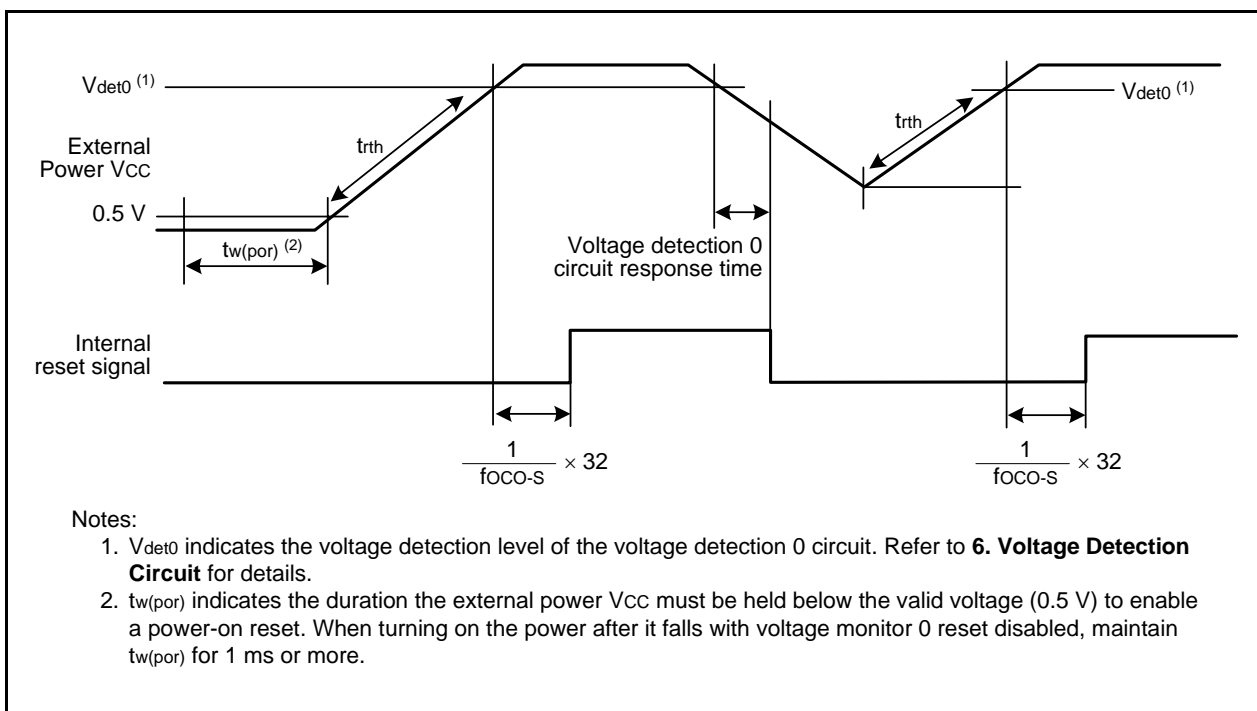 Vdet0 (1)
External
Power VCC
0.5 V
trth
tw(por) (2)
Voltage detection 0
circuit response time
trth
Vdet0 (1)
Internal
reset signal
1
fOCO-S
× 32
1
fOCO-S
× 32
Notes:
1. Vdet0 indicates the voltage detection level of the voltage detection 0 circuit. Refer to 6. Voltage Detection
Circuit for details.
2. tw(por) indicates the duration the external power VCC must be held below the valid voltage (0.5 V) to enable
a power-on reset. When turning on the power after it falls with voltage monitor 0 reset disabled, maintain
tw(por) for 1 ms or more.